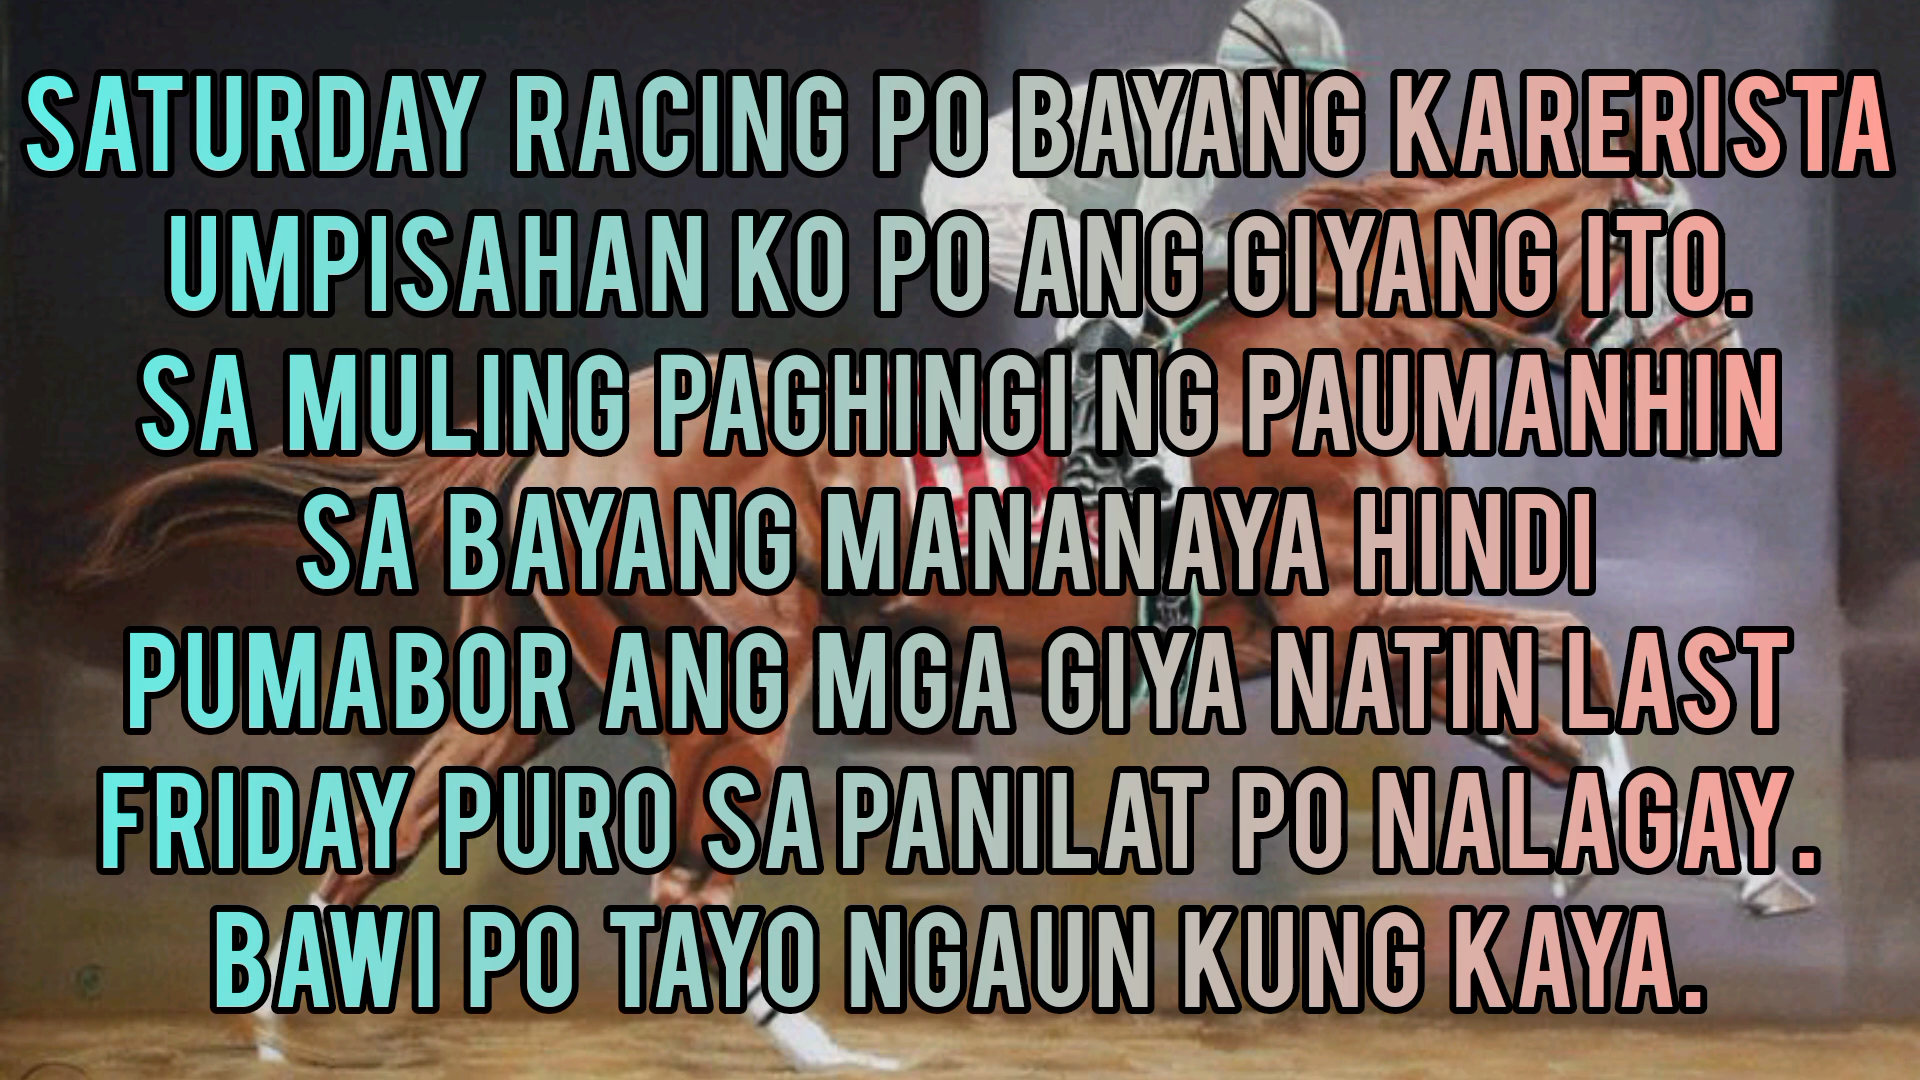 SATURDAY RACING PO BAYANG KARERISTA
UMPISAHAN KO PO ANG GIYANG ITO.
SA MULING PAGHINGI NG PAUMANHIN
SA BAYANG MANANAYA HINDI
PUMABOR ANG MGA GIYA NATIN LAST
FRIDAY PURO SA PANILAT PO NALAGAY.
BAWI PO TAYO NGAUN KUNG KAYA.